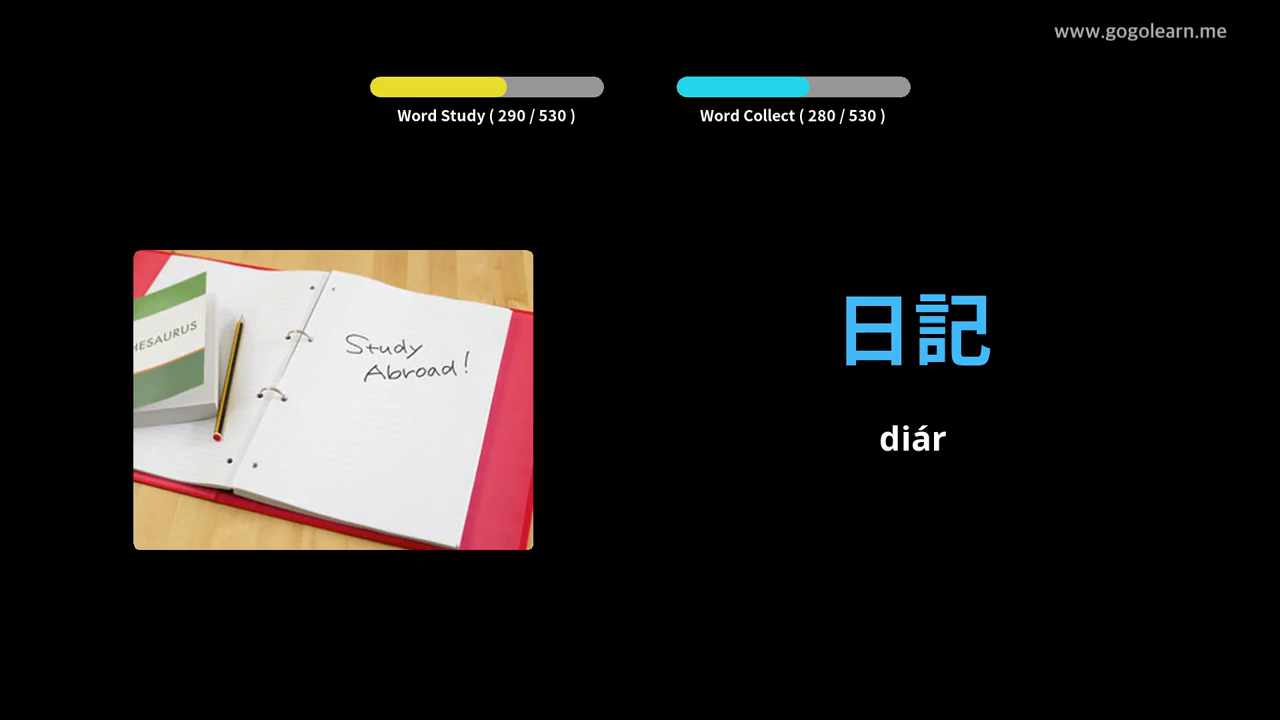 www.gogolearn.me
Word Study ( 290 / 530 )
Word Collect ( 280 / 530 )
HESAURUS
Study
Abroad!
日記
diár